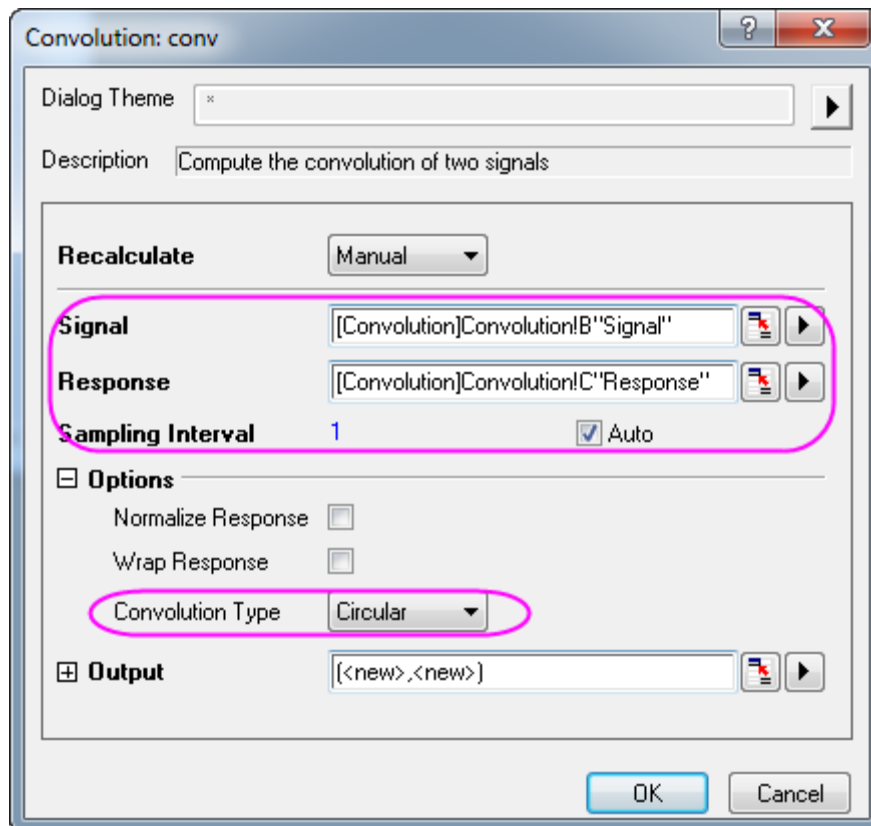 Convolution: conv
Dialog Theme *
Description Compute the convolution of two signals
Recalculate Manual
Signal [Convolution]Convolution!B"Signal"
Response [Convolution]Convolution!C"Response"
Sampling Interval 1 Auto
Options
Normalize Response
Wrap Response
Convolution Type Circular
Output (<new>,<new>)
OK Cancel